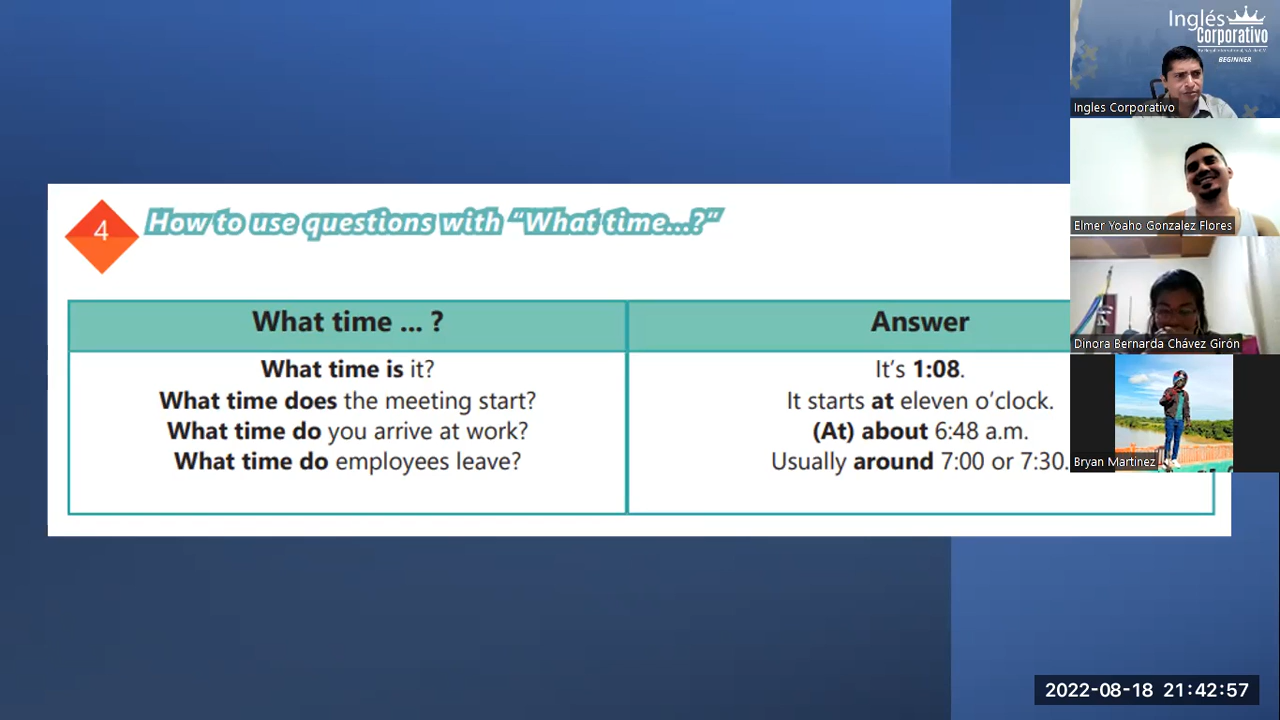 Inglés
Corporativo
BEGINNER
Ingles Corporativo
Elmer Yoaho Gonzalez Flores
Dinora Bernarda Chávez Girón
Bryan Martinez
4
How to use questions with “What time...?”
What time ... ?
Answer
What time is it?
It’s 1:08.
What time does the meeting start?
It starts at eleven o’clock.
What time do you arrive at work?
(At) about 6:48 a.m.
What time do employees leave?
Usually around 7:00 or 7:30.
2022-08-18 21:42:57